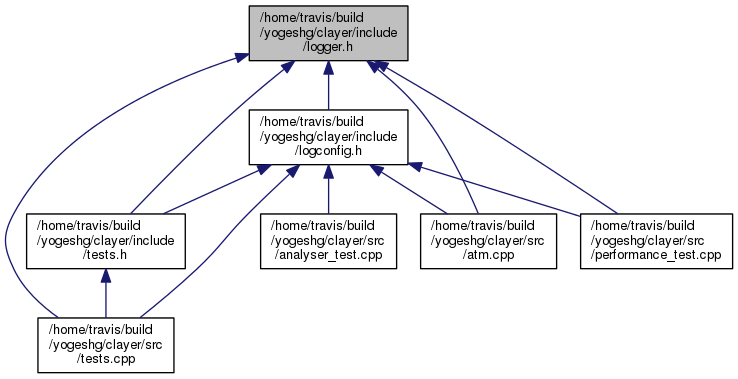 /home/travis/build
/yogeshg/clayer/include
/logger.h
/home/travis/build
/yogeshg/clayer/include
/logconfig.h
/home/travis/build
/yogeshg/clayer/include
/tests.h
/home/travis/build
/yogeshg/clayer/src
/analyser_test.cpp
/home/travis/build
/yogeshg/clayer/src
/atm.cpp
/home/travis/build
/yogeshg/clayer/src
/performance_test.cpp
/home/travis/build
/yogeshg/clayer/src
/tests.cpp